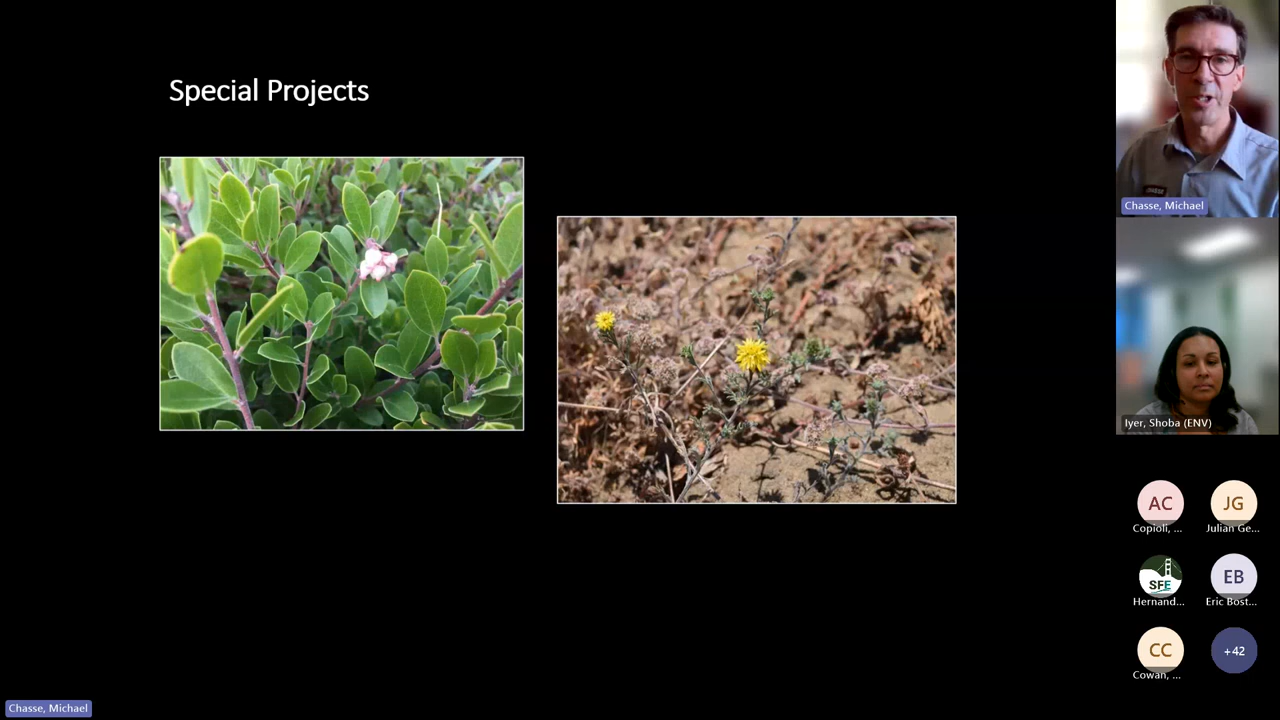 Special Projects
Chasse, Michael
Iyer, Shoba (ENV)
AC
JG
Copioli, ...
Julian Ge...
SFE
Hernand...
Eric Bost...
EB
CC
+42
Cowan, ...
Chasse, Michael